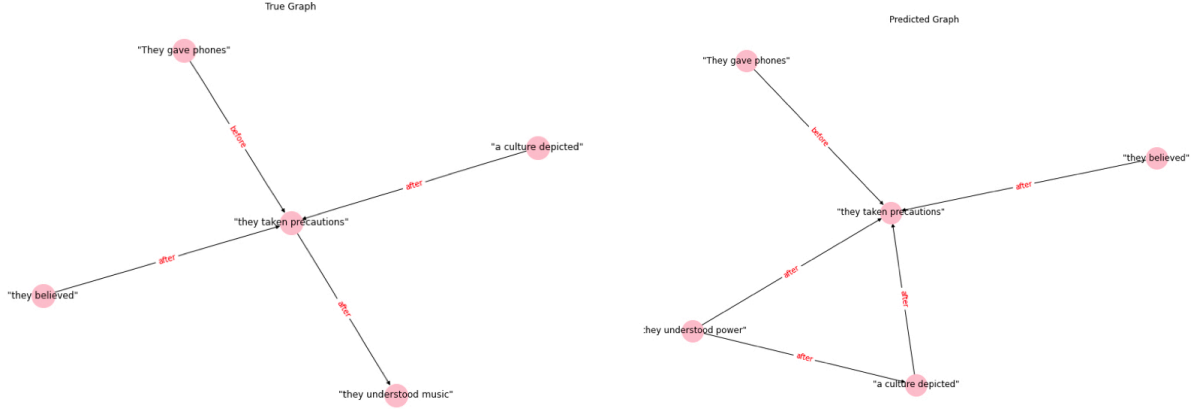 True Graph
"They gave phones"
before
"a culture depicted"
after
"they taken precautions"
after
"they believed"
after
"they understood music"
Predicted Graph
"They gave phones"
before
"they believed"
after
"they taken precautions"
after
after
:hey understood power"
after
"a culture depicted"